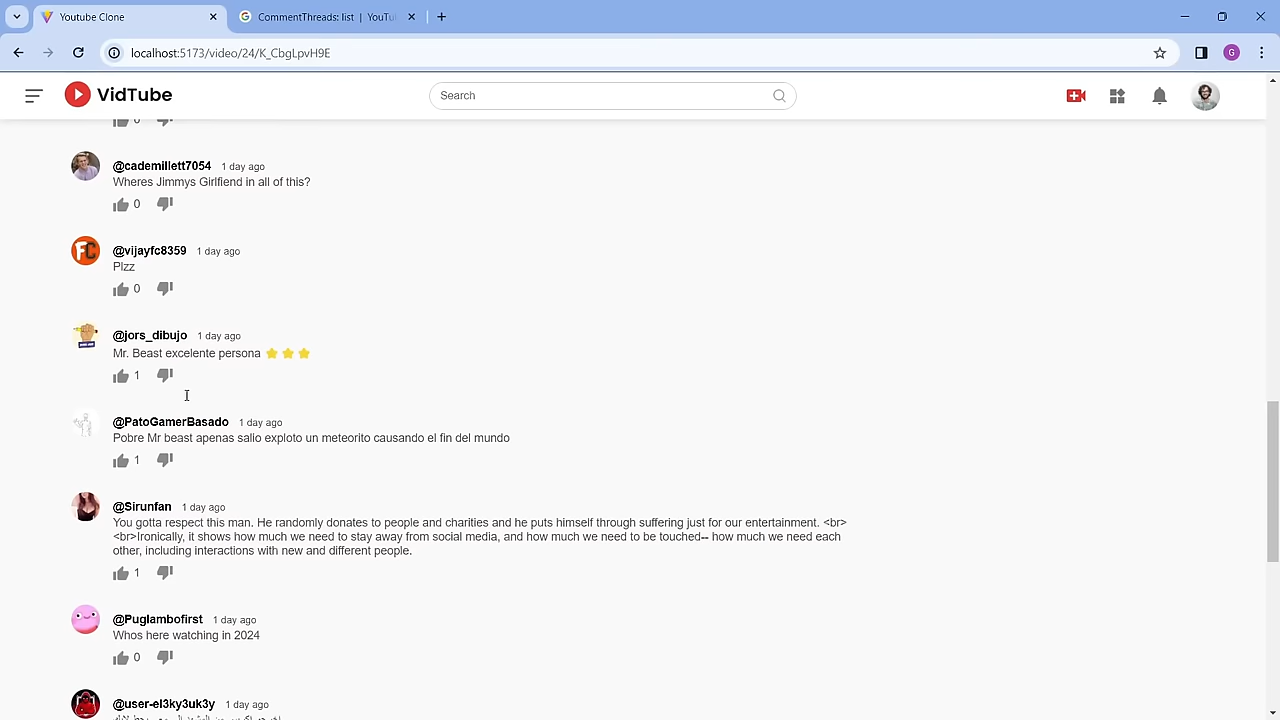 Youtube Clone
CommentThreads: list | YouTu
localhost:5173/video/24/K_CbgLpvH9E
G
VidTube
Search
0
@cademillett7054 1 day ago
Wheres Jimmys Girlfiend in all of this?
0
FC
@vijayfc8359 1 day ago
Plzz
0
@jors_dibujo 1 day ago
Mr. Beast excelente persona ⭐ ⭐ ⭐
1
@PatoGamerBasado 1 day ago
Pobre Mr beast apenas salio exploto un meteorito causando el fin del mundo
1
@Sirunfan 1 day ago
You gotta respect this man. He randomly donates to people and charities and he puts himself through suffering just for our entertainment. <br>
<br>Ironically, it shows how much we need to stay away from social media, and how much we need to be touched-- how much we need each
other, including interactions with new and different people.
1
@Puglambofirst 1 day ago
Whos here watching in 2024
0
@user-el3ky3uk3y 1 day ago